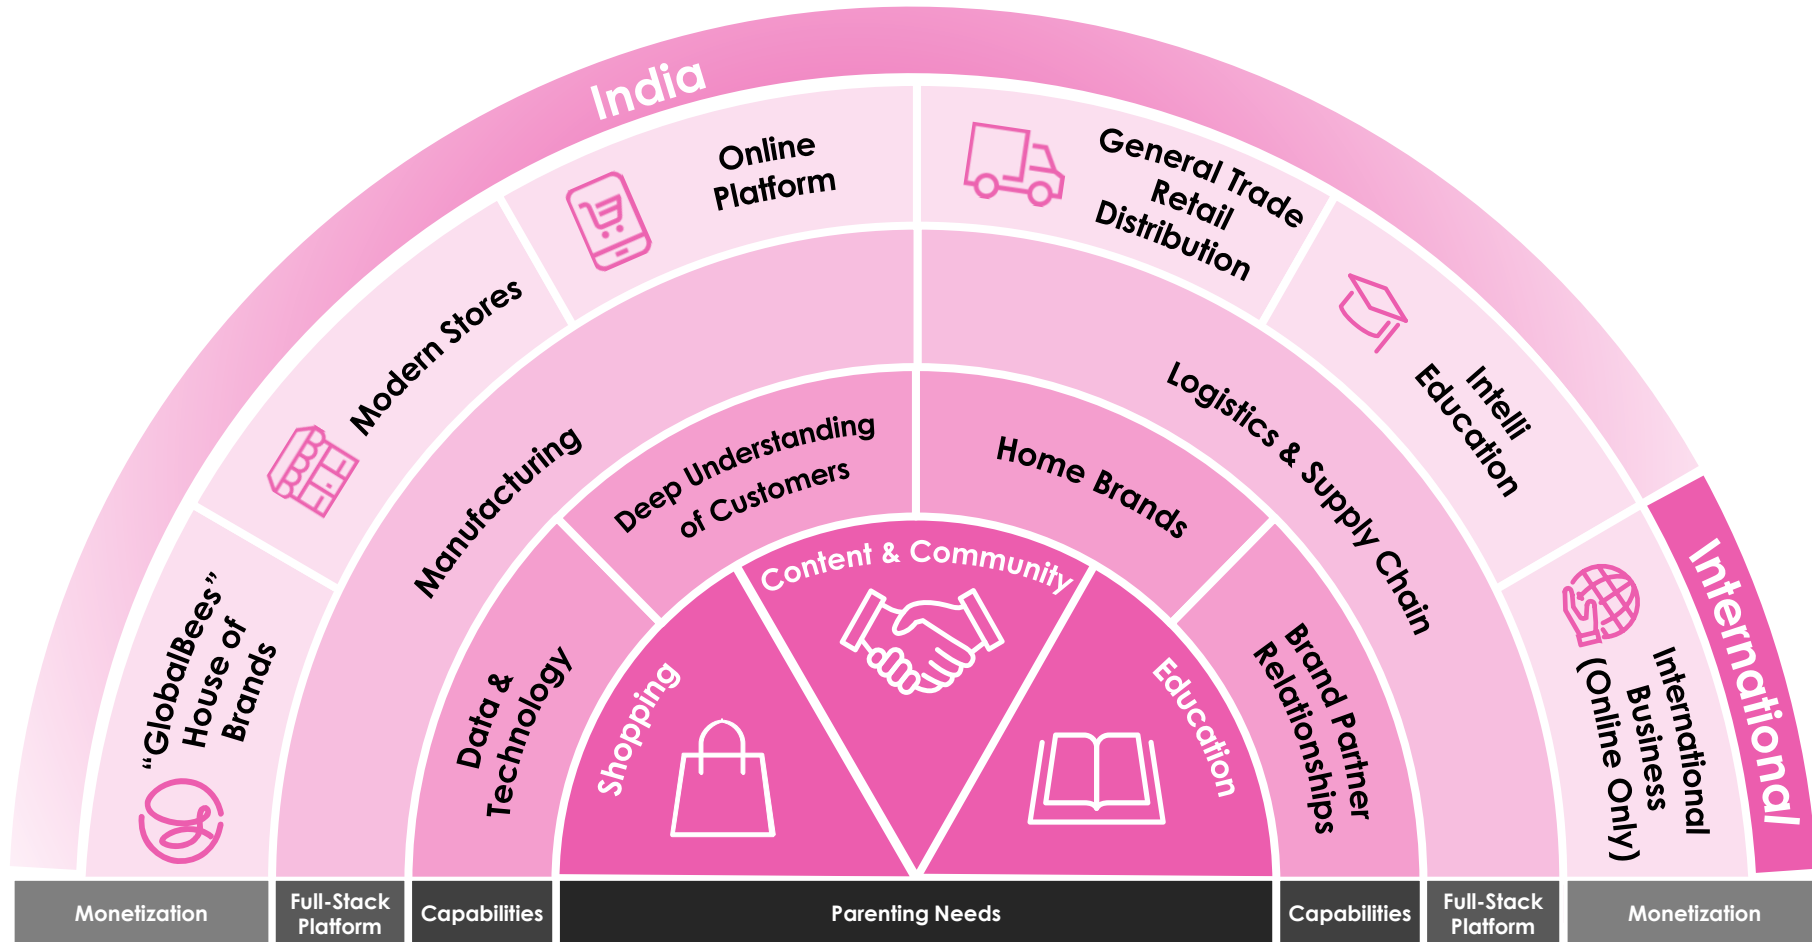 India
International
“GlobalBees”
House of
Brands
Modern Stores
Online
Platform
General Trade
Retail
Distribution
Intelli
Education
International
Business
(Online Only)
Manufacturing
Logistics & Supply Chain
Data &
Technology
Deep Understanding
of Customers
Home Brands
Brand Partner
Relationships
Shopping
Content & Community
Education
Monetization
Full-Stack
Platform
Capabilities
Parenting Needs
Capabilities
Full-Stack
Platform
Monetization